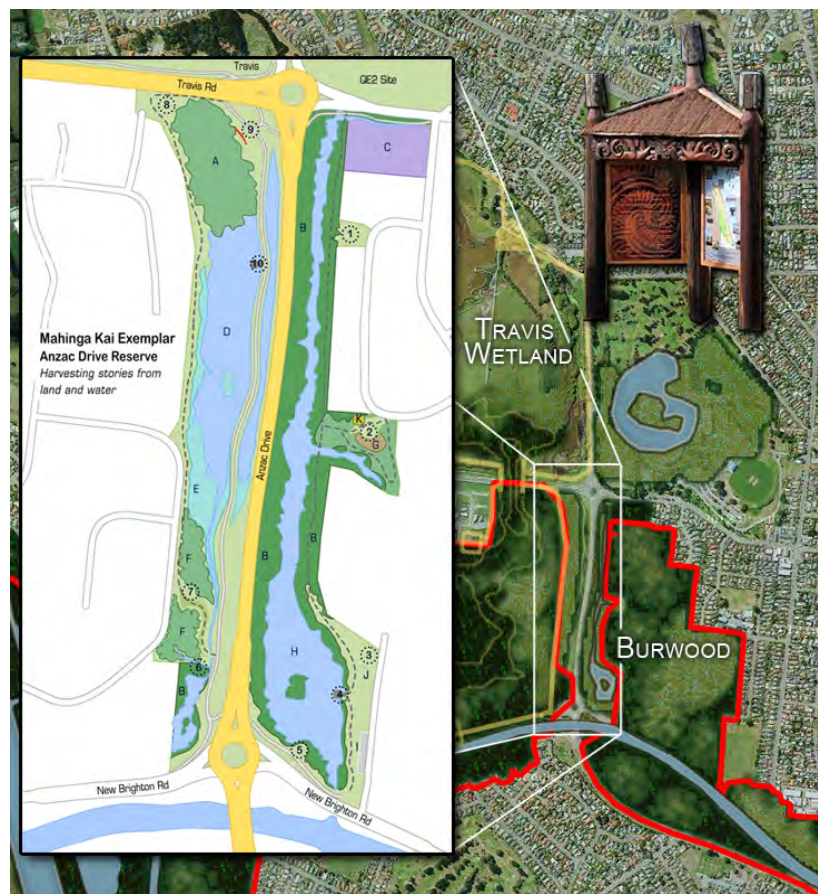 Travis
Travis Rd
QE2 Site
8
9
A
C
B
1
10
D
Mahinga Kai Exemplar
Anzac Drive Reserve
Harvesting stories from
land and water
Anzac Drive
K
2
G
E
F
B
B
7
F
H
3
J
6
4
B
I
5
New Brighton Rd
New Brighton Rd
TRAVIS
WETLAND
BURWOOD